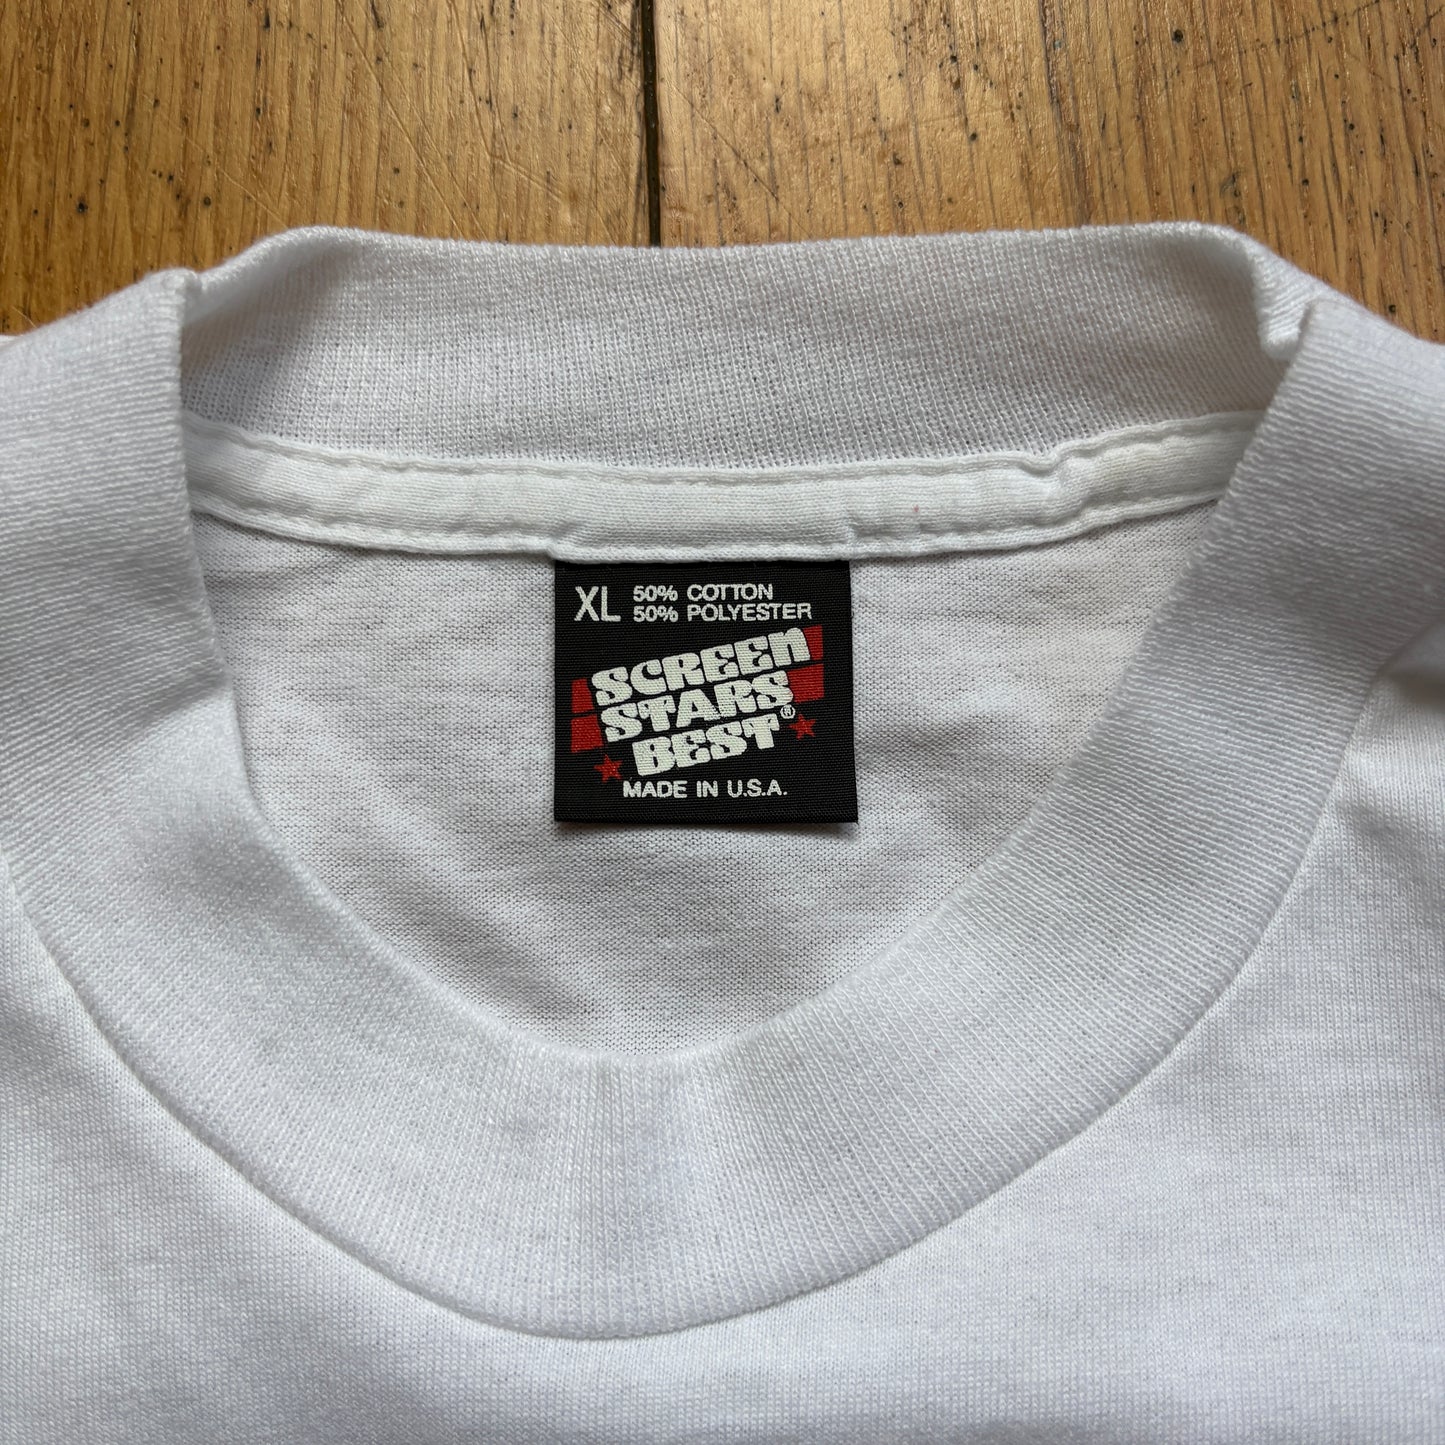 XL 50% COTTON
50% POLYESTER
SCREEN
STARS
BEST®
MADE IN U.S.A.